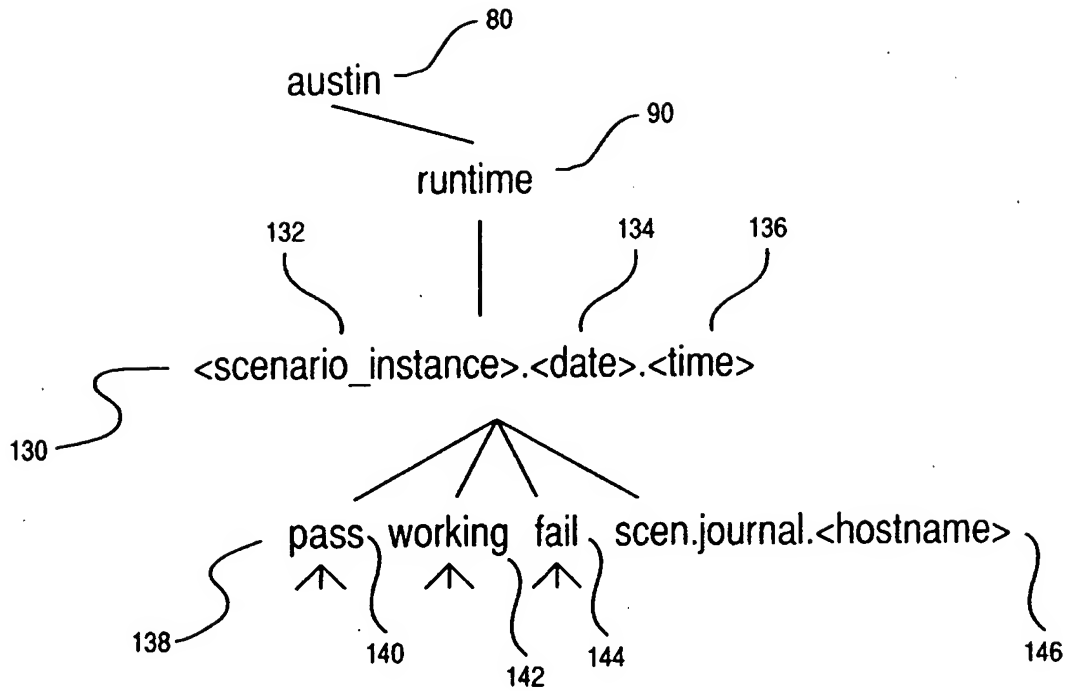 80
austin
90
runtime
132 134 136
<scenario_instance>.<date>.<time>
130
pass working fail scen.journal.<hostname>
138 140 142 144 146